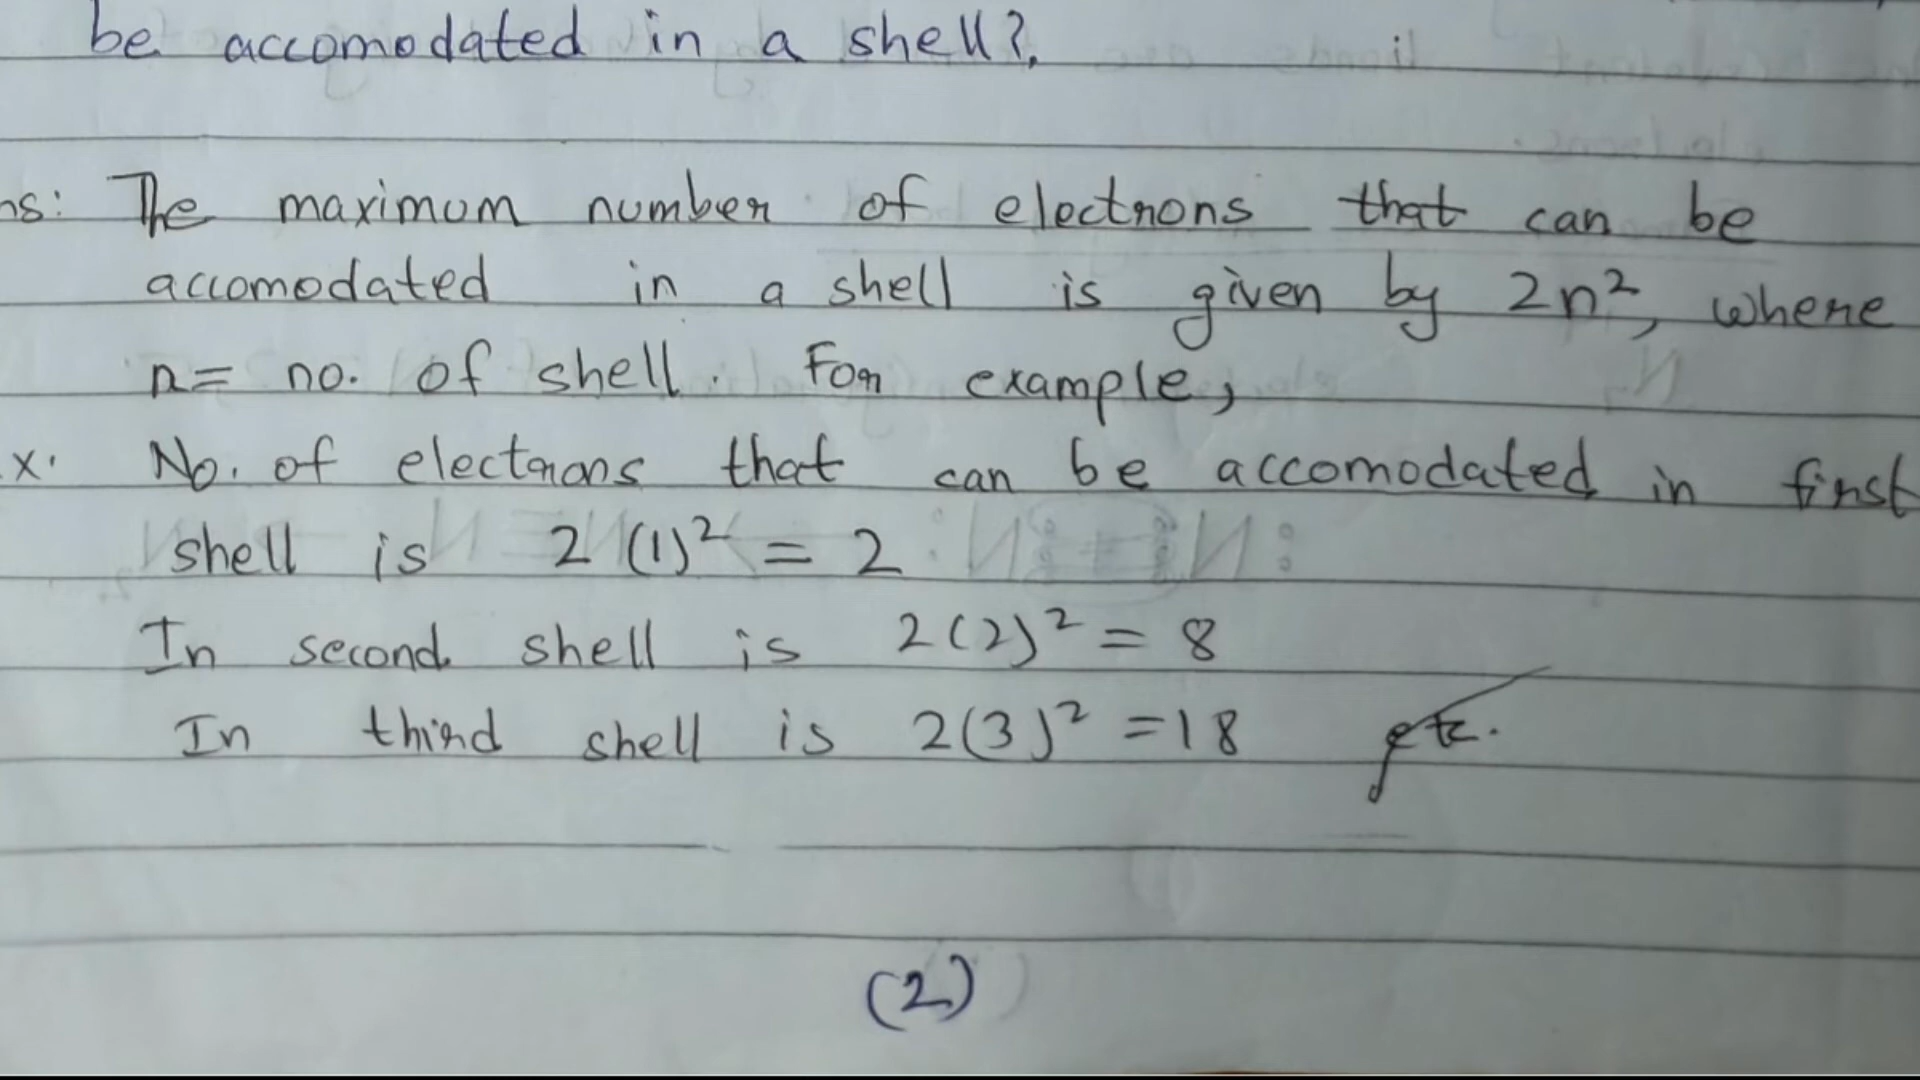 be accomodated in a shell?
ns: The maximum number of electrons that can be
accomodated in a shell is given by 2n², where
n= no. of shell. For example,
x. No. of electrons that can be accomodated in first
shell is 2 (1)² = 2
In second shell is 2(2)² = 8
In third shell is 2(3)² =18 etc.
(2)